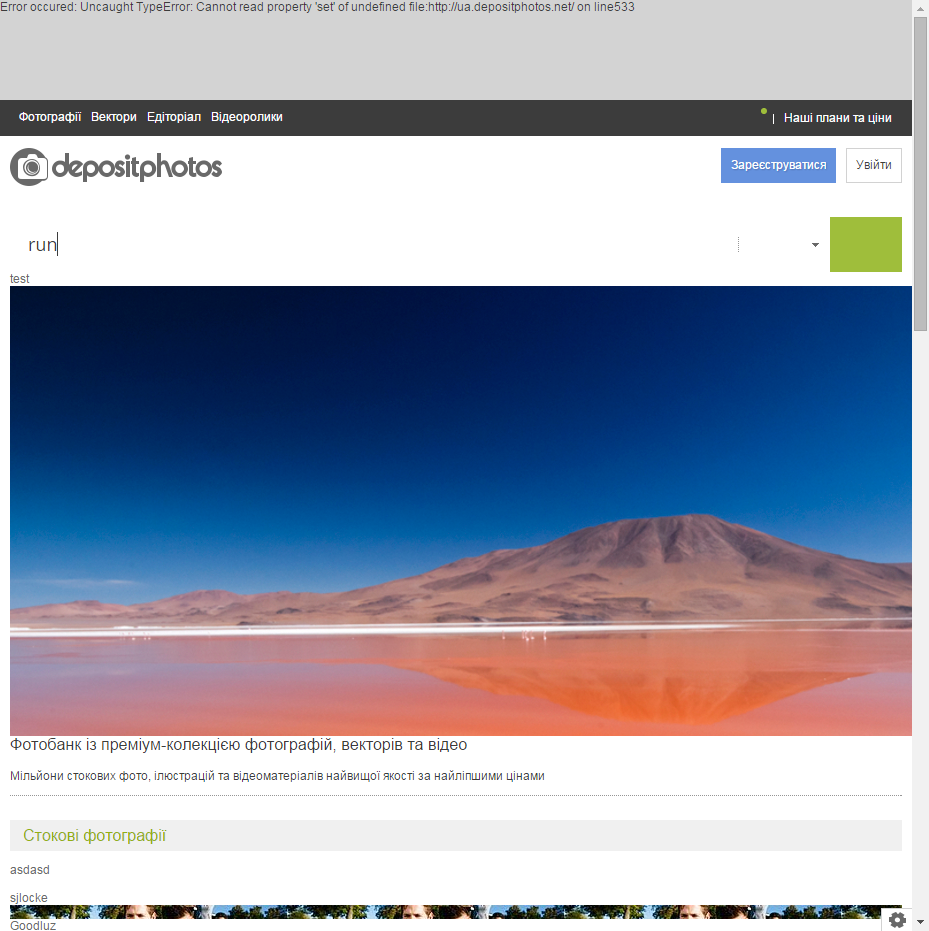 Error occured: Uncaught TypeError: Cannot read property 'set' of undefined file:http://ua.depositphotos.net/ on line533
Фотографії Вектори Едіторіал Відеоролики | Наші плани та ціни
depositphotos Зареєструватися Увійти
run
test
Фотобанк із преміум-колекцією фотографій, векторів та відео
Мільйони стокових фото, ілюстрацій та відеоматеріалів найвищої якості за найліпшими цінами
Стокові фотографії
asdasd
sjlocke
Goodluz